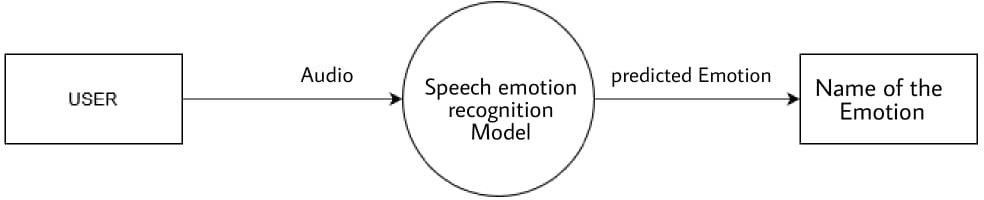 USER
Audio
Speech emotion
recognition
Model
predicted Emotion
Name of the
Emotion